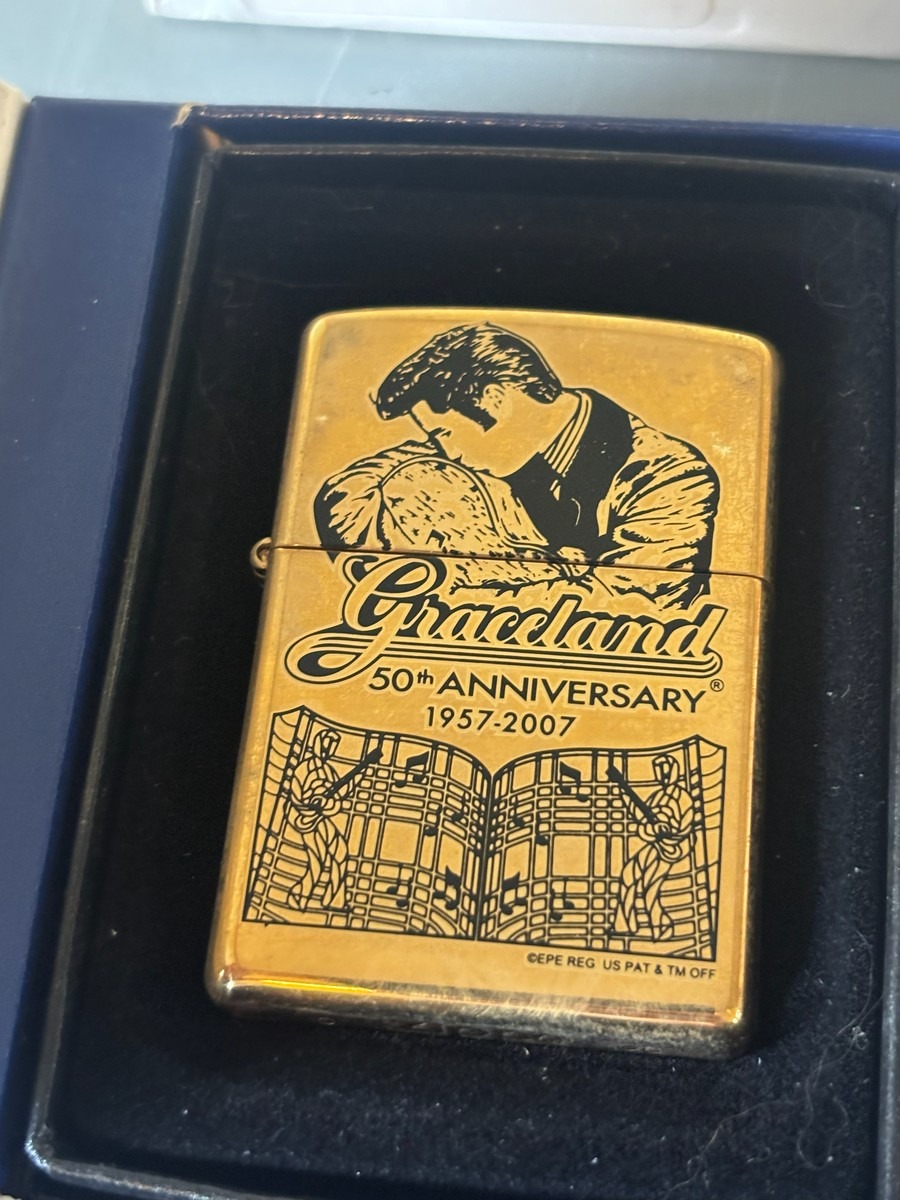 Graceland
50th ANNIVERSARY®
1957-2007
©EPE REG US PAT & TM OFF